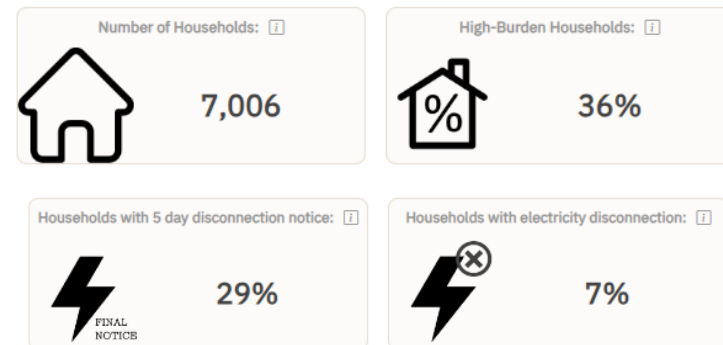 Number of Households: i
7,006
High-Burden Households: i
%
36%
Households with 5 day disconnection notice: i
FINAL
NOTICE
29%
Households with electricity disconnection: i
7%